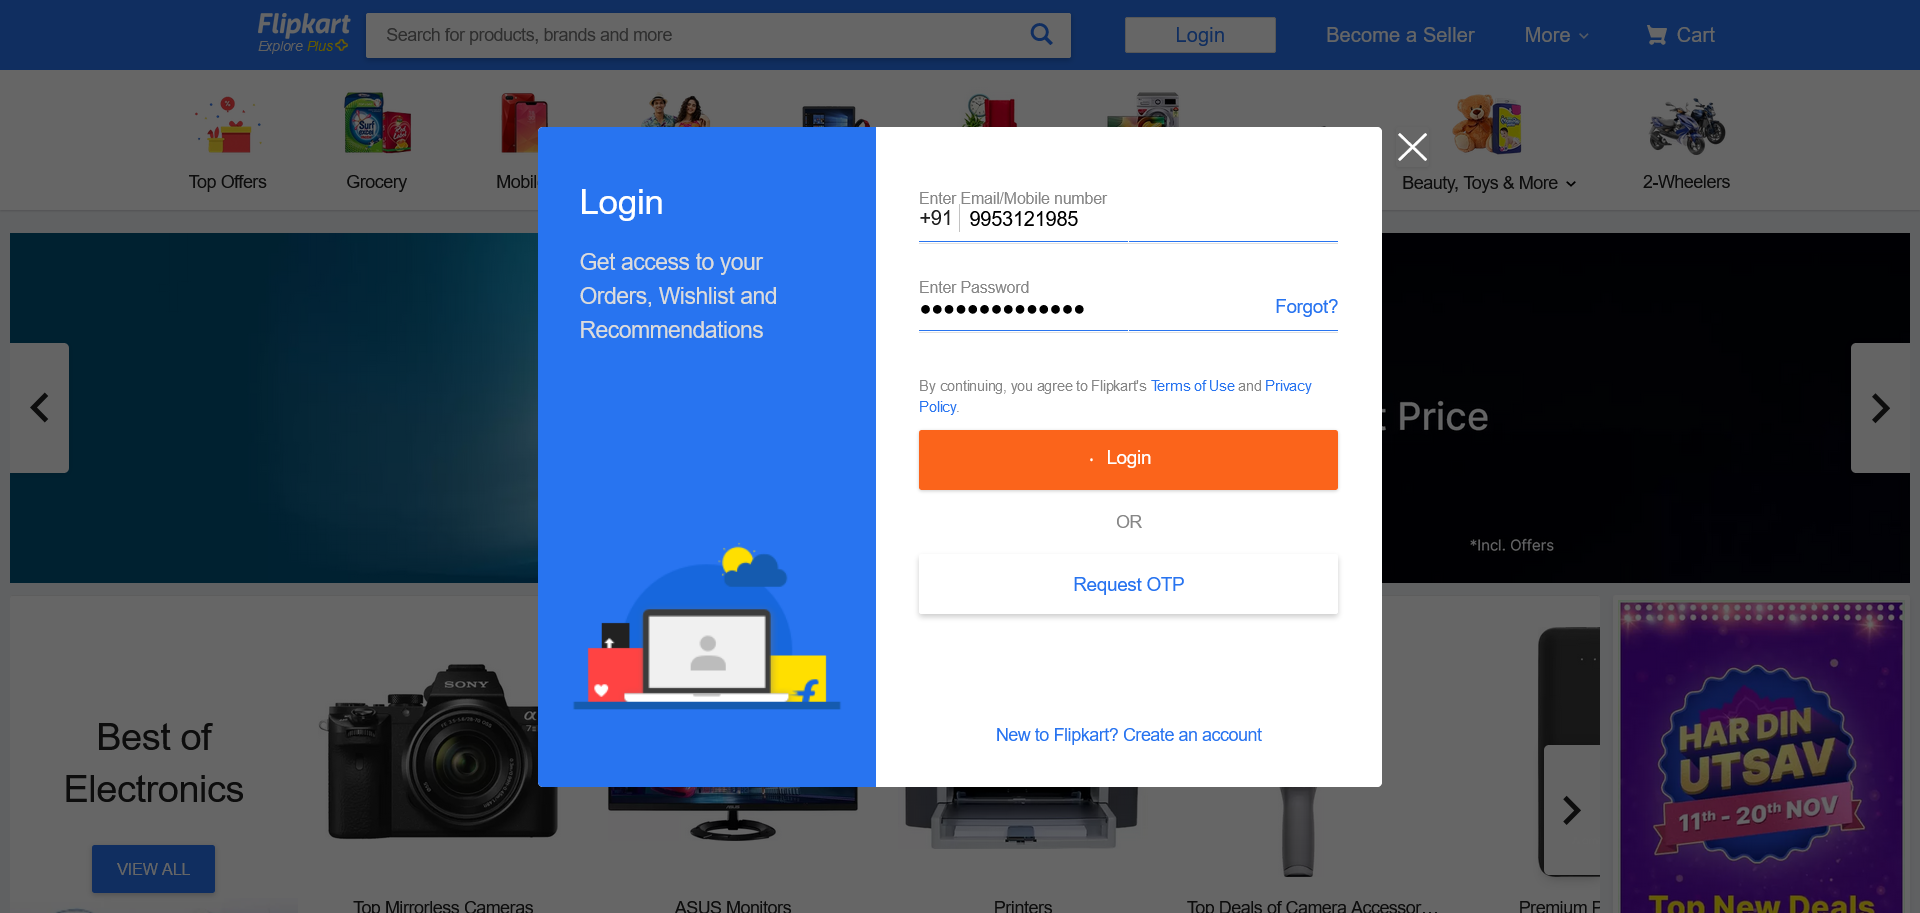 Flipkart
Explore Plus
Search for products, brands and more
Login
Become a Seller
More
Cart
Top Offers
Grocery
Mobil
Beauty, Toys & More
2-Wheelers
Login
Get access to your
Orders, Wishlist and
Recommendations
Enter Email/Mobile number
+91 9953121985
Enter Password
Forgot?
By continuing, you agree to Flipkart's Terms of Use and Privacy
Policy.
Login
OR
Request OTP
New to Flipkart? Create an account
Price
*Incl. Offers
Best of
Electronics
VIEW ALL
SONY
Top Mirrorless Cameras
ASUS Monitors
Printers
Top Deals of Camera Accessor...
Premium
HAR DIN
UTSAV
11th - 20th NOV
Top New Deals